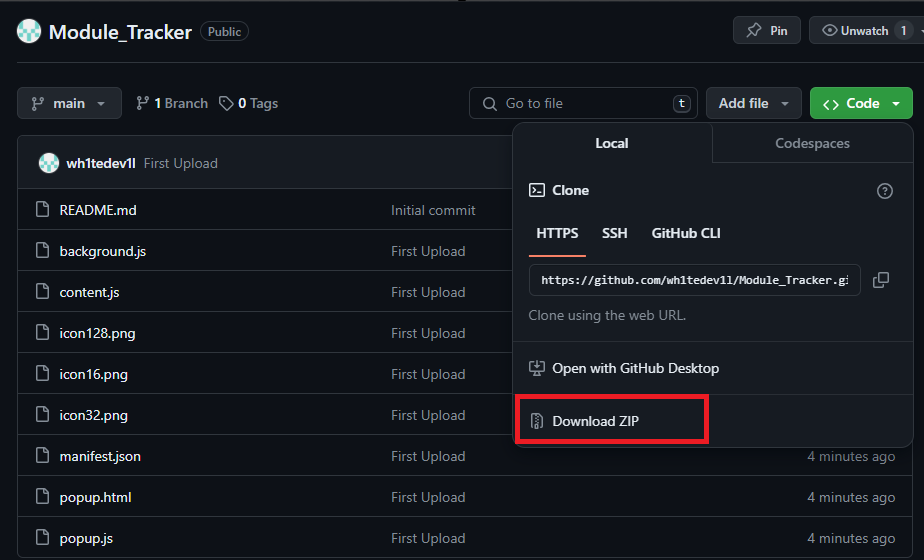 Module_Tracker Public Pin Unwatch 1
main 1 Branch 0 Tags Go to file t Add file Code
Local Codespaces
wh1tedev1l First Upload
Clone
README.md Initial commit
HTTPS SSH GitHub CLI
background.js First Upload
https://github.com/wh1tedev1l/Module_Tracker.gi
content.js First Upload
Clone using the web URL.
icon128.png First Upload
Open with GitHub Desktop
icon16.png First Upload
icon32.png First Upload
Download ZIP
manifest.json First Upload 4 minutes ago
popup.html First Upload 4 minutes ago
popup.js First Upload 4 minutes ago